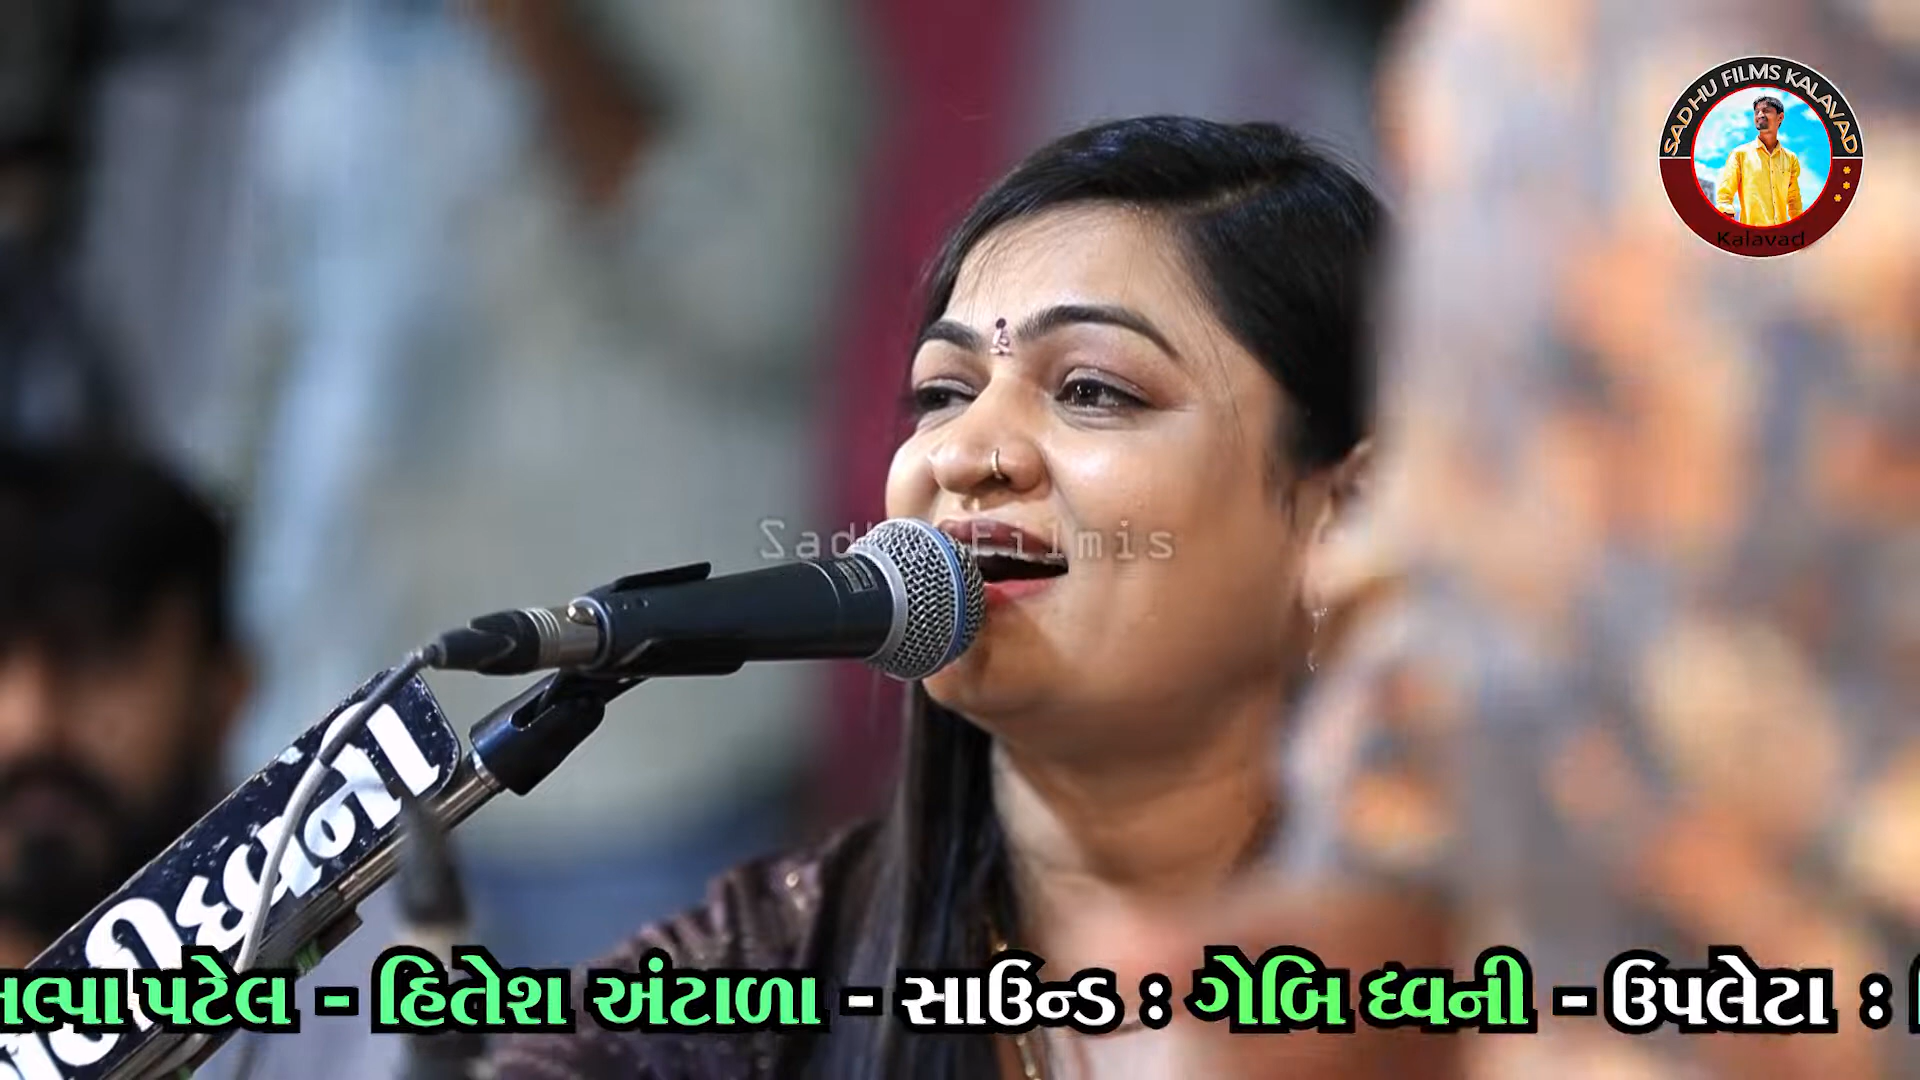 SADHU FILMS KALAVAD
Kalavad
Sadhu Filmis
પટેલ - હિતેશ અંટાળા - સાઉન્ડ : ગેબિ ધ્વની - ઉપલેટા :